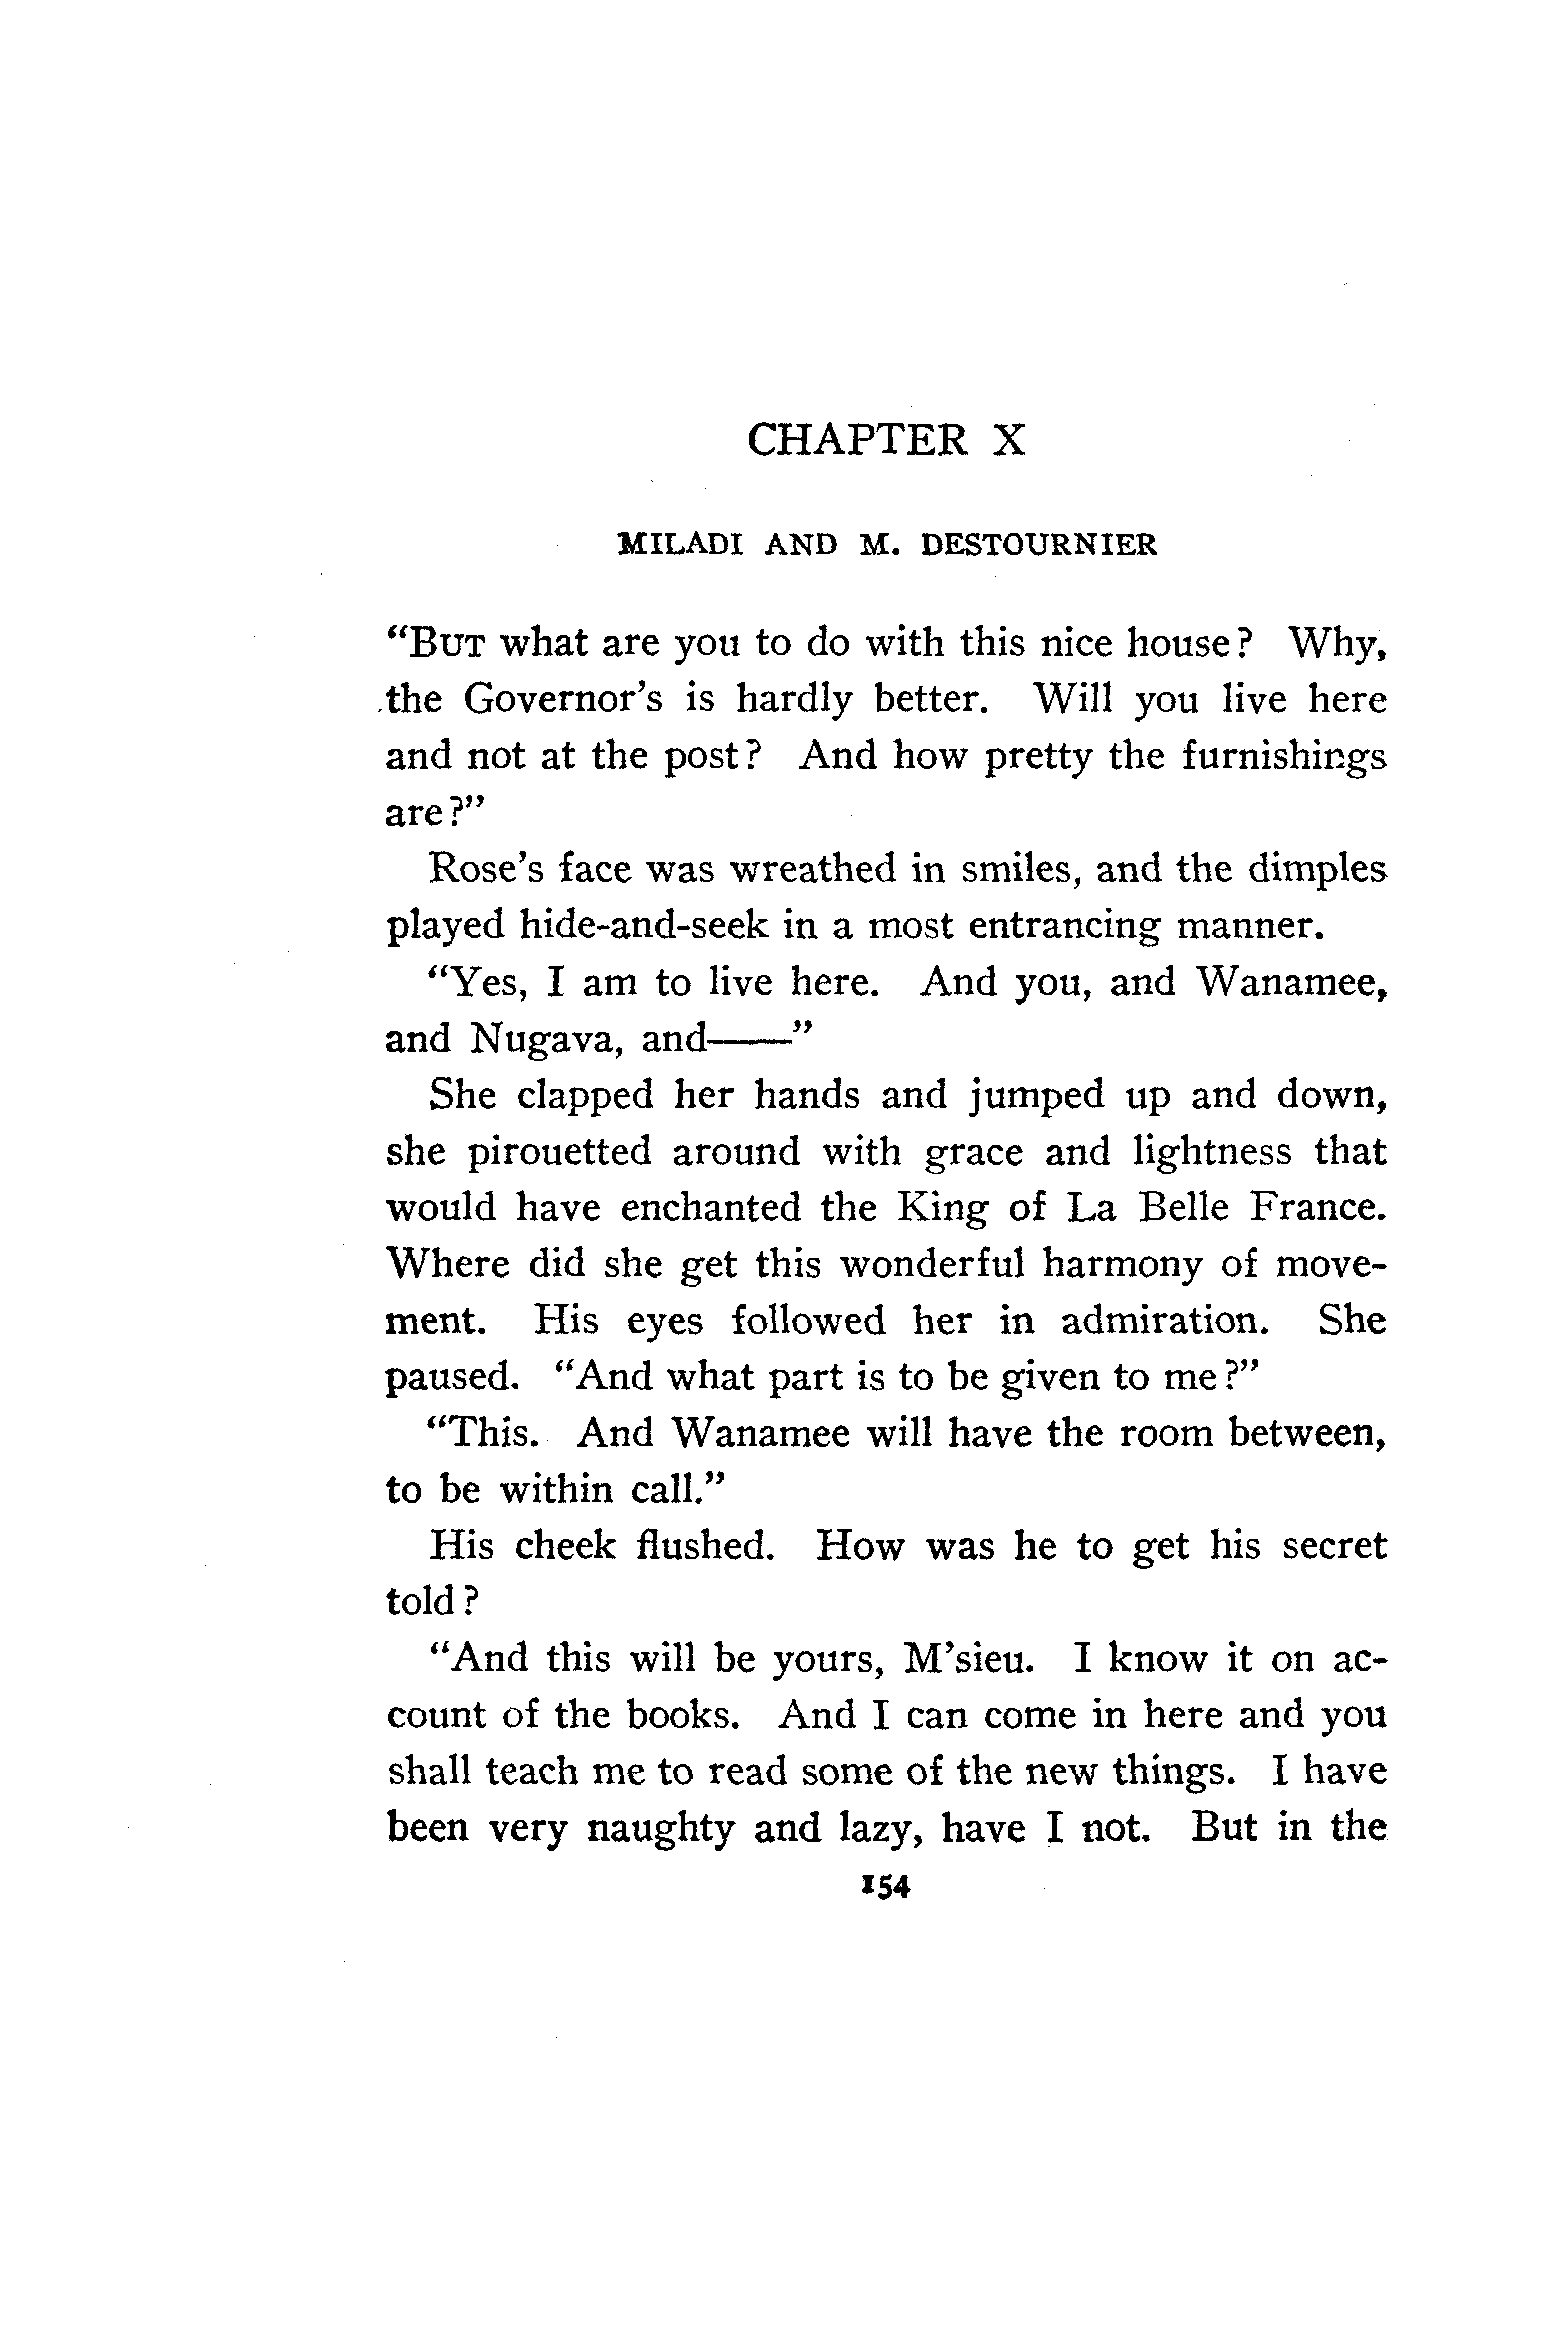 CHAPTER X
MILADI AND M. DESTOURNIER
“BUT what are you to do with this nice house? Why,
the Governor’s is hardly better. Will you live here
and not at the post? And how pretty the furnishings
are?”
Rose’s face was wreathed in smiles, and the dimples
played hide-and-seek in a most entrancing manner.
“Yes, I am to live here. And you, and Wanamee,
and Nugava, and——”
She clapped her hands and jumped up and down,
she pirouetted around with grace and lightness that
would have enchanted the King of La Belle France.
Where did she get this wonderful harmony of move-
ment. His eyes followed her in admiration. She
paused. “And what part is to be given to me?”
“This. And Wanamee will have the room between,
to be within call.”
His cheek flushed. How was he to get his secret
told?
“And this will be yours, M’sieu. I know it on ac-
count of the books. And I can come in here and you
shall teach me to read some of the new things. I have
been very naughty and lazy, have I not. But in the
154